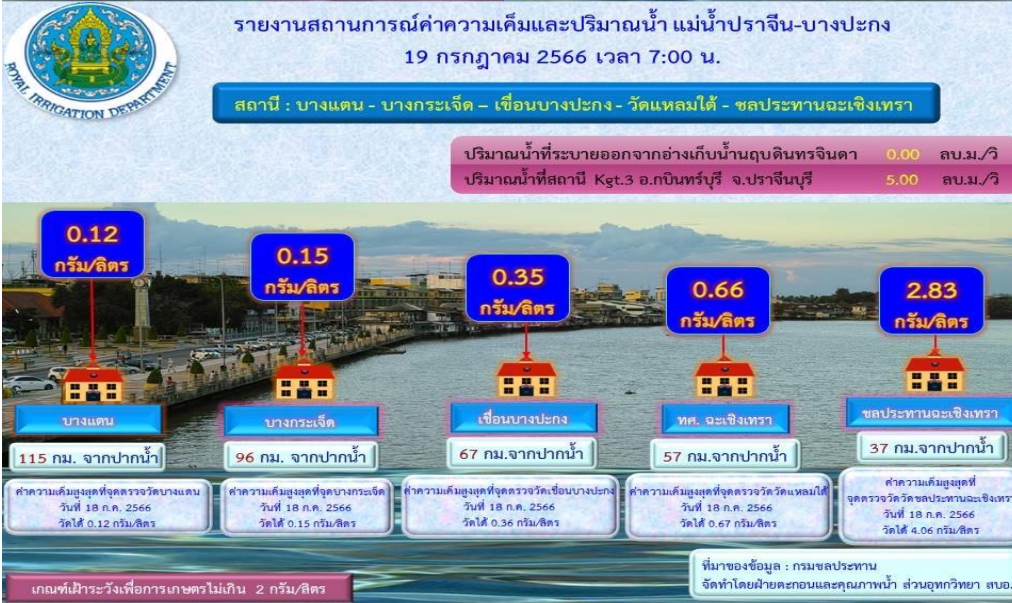 รายงานสถานการณ์ค่าความเค็มและปริมาณน้ำ แม่น้ำปราจีน-บางปะกง
19 กรกฎาคม 2566 เวลา 7:00 น.
ROYAL IRRIGATION DEPARTMENT
สถานี : บางแตน - บางกระเจ็ด – เขื่อนบางปะกง - วัดแหลมใต้ - ชลประทานฉะเชิงเทรา
ปริมาณน้ำที่ระบายออกจากอ่างเก็บน้ำนฤบดินทรจินดา 0.00 ลบ.ม./วิ
ปริมาณน้ำที่สถานี Kgt.3 อ.กบินทร์บุรี จ.ปราจีนบุรี 5.00 ลบ.ม./วิ
0.12
กรัม/ลิตร
0.15
กรัม/ลิตร
0.35
กรัม/ลิตร
0.66
กรัม/ลิตร
2.83
กรัม/ลิตร
บางแตน
บางกระเจ็ด
เขื่อนบางปะกง
ทศ. ฉะเชิงเทรา
ชลประทานฉะเชิงเทรา
115 กม. จากปากน้ำ
96 กม. จากปากน้ำ
67 กม.จากปากน้ำ
57 กม.จากปากน้ำ
37 กม.จากปากน้ำ
ค่าความเค็มสูงสุดที่จุดตรวจวัดบางแตน
วันที่ 18 ก.ค. 2566
วัดได้ 0.12 กรัม/ลิตร
ค่าความเค็มสูงสุดที่จุดบางกระเจ็ด
วันที่ 18 ก.ค. 2566
วัดได้ 0.15 กรัม/ลิตร
ค่าความเค็มสูงสุดที่จุดตรวจวัดเขื่อนบางปะกง
วันที่ 18 ก.ค. 2566
วัดได้ 0.36 กรัม/ลิตร
ค่าความเค็มสูงสุดที่จุดตรวจวัดวัดแหลมใต้
วันที่ 18 ก.ค. 2566
วัดได้ 0.67 กรัม/ลิตร
ค่าความเค็มสูงสุดที่
จุดตรวจวัดวัดชลประทานฉะเชิงเทรา
วันที่ 18 ก.ค. 2566
วัดได้ 4.06 กรัม/ลิตร
เกณฑ์เฝ้าระวังเพื่อการเกษตรไม่เกิน 2 กรัม/ลิตร
ที่มาของข้อมูล : กรมชลประทาน
จัดทำโดยฝ่ายตะกอนและคุณภาพน้ำ ส่วนอุทกวิทยา สบอ.